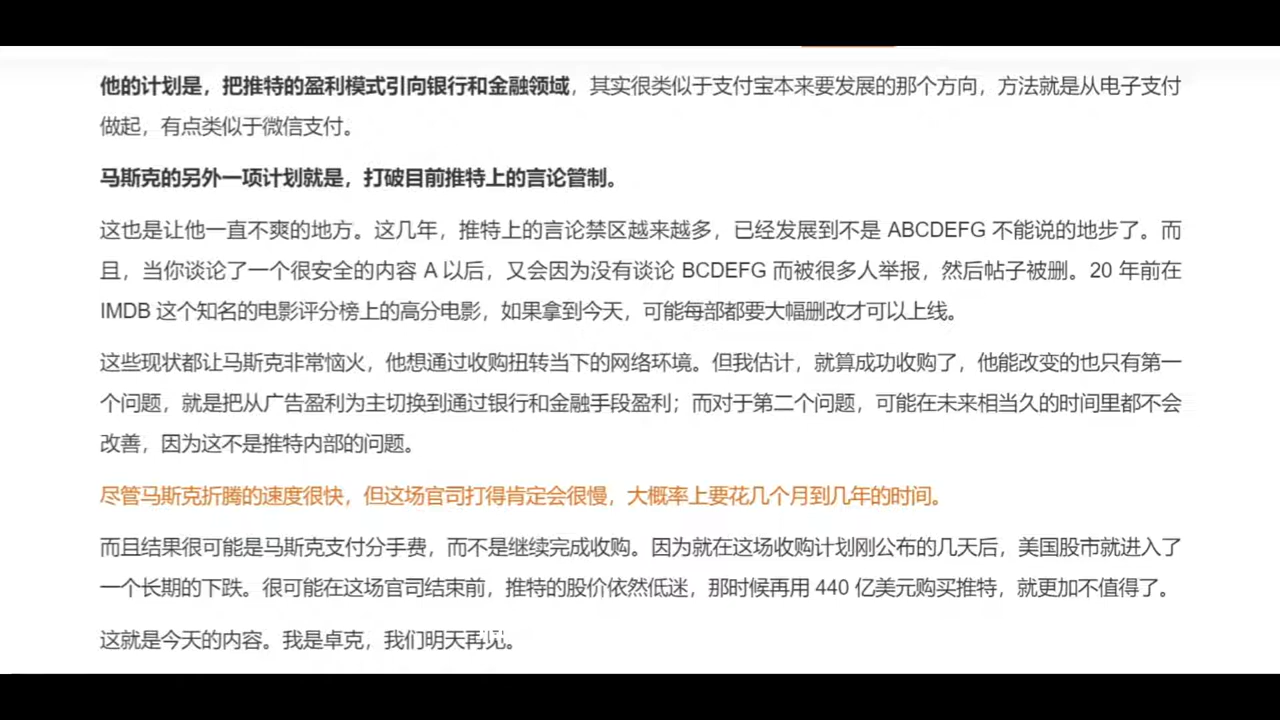 他的计划是，把推特的盈利模式引向银行和金融领域，其实很类似于支付宝本来要发展的那个方向，方法就是从电子支付
做起，有点类似于微信支付。
马斯克的另外一项计划就是，打破目前推特上的言论管制。
这也是让他一直不爽的地方。这几年，推特上的言论禁区越来越多，已经发展到不是 ABCDEFG 不能说的地步了。而
且，当你谈论了一个很安全的内容 A 以后，又会因为没有谈论 BCDEFG 而被很多人举报，然后帖子被删。20 年前在
IMDB 这个知名的电影评分榜上的高分电影，如果拿到今天，可能每部都要大幅删改才可以上线。
这些现状都让马斯克非常恼火，他想通过收购扭转当下的网络环境。但我估计，就算成功收购了，他能改变的也只有第一
个问题，就是把从广告盈利为主切换到通过银行和金融手段盈利；而对于第二个问题，可能在未来相当久的时间里都不会
改善，因为这不是推特内部的问题。
尽管马斯克折腾的速度很快，但这场官司打得肯定会很慢，大概率上要花几个月到几年的时间。
而且结果很可能是马斯克支付分手费，而不是继续完成收购。因为就在这场收购计划刚公布的几天后，美国股市就进入了
一个长期的下跌。很可能在这场官司结束前，推特的股价依然低迷，那时候再用 440 亿美元购买推特，就更加不值得了。
这就是今天的内容。我是卓克，我们明天再见。